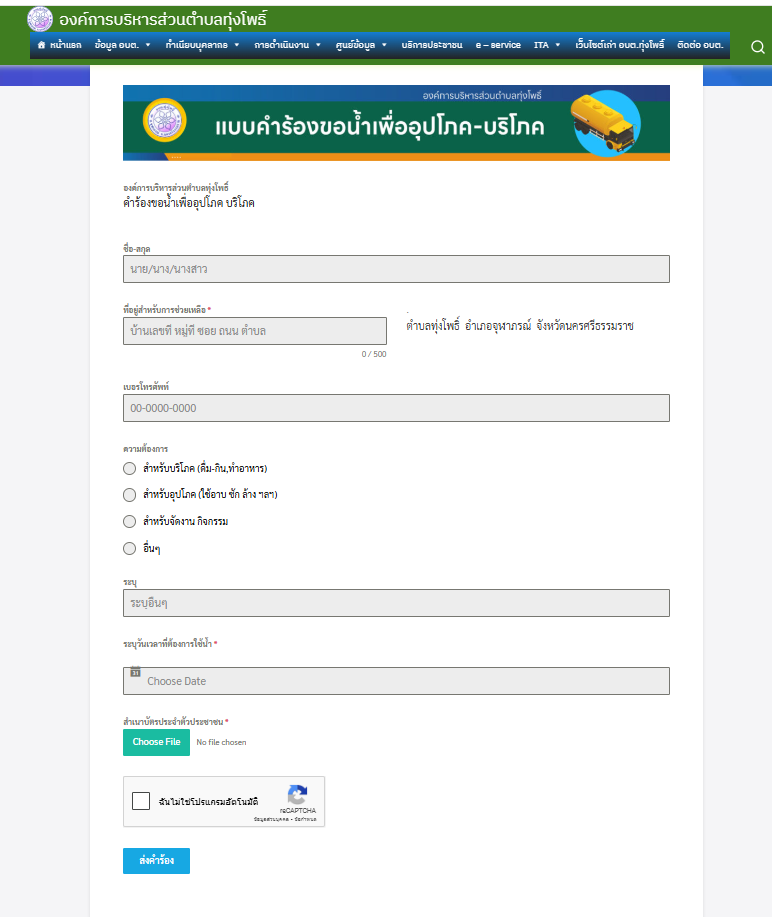 องค์การบริหารส่วนตำบลทุ่งโพธิ์
หน้าแรก ข้อมูล อบต. ทำเนียบบุคลากร การดำเนินงาน ศูนย์ข้อมูล บริการประชาชน e – service ITA เว็บไซต์เก่า อบต.ทุ่งโพธิ์ ติดต่อ อบต.
องค์การบริหารส่วนตำบลทุ่งโพธิ์
แบบคำร้องขอน้ำเพื่ออุปโภค-บริโภค
องค์การบริหารส่วนตำบลทุ่งโพธิ์
คำร้องขอน้ำเพื่ออุปโภค บริโภค
ชื่อ-สกุล
นาย/นาง/นางสาว
ที่อยู่สำหรับการช่วยเหลือ *
บ้านเลขที่ หมู่ที่ ซอย ถนน ตำบล
ตำบลทุ่งโพธิ์ อำเภอจุฬาภรณ์ จังหวัดนครศรีธรรมราช
0 / 500
เบอร์โทรศัพท์
00-0000-0000
ความต้องการ
สำหรับบริโภค (ดื่ม-กิน,ทำอาหาร)
สำหรับอุปโภค (ใช้อาบ ซัก ล้าง ฯลฯ)
สำหรับจัดงาน กิจกรรม
อื่นๆ
ระบุ
ระบุอื่นๆ
ระบุวันเวลาที่ต้องการใช้น้ำ *
Choose Date
สำเนาบัตรประจำตัวประชาชน *
Choose File No file chosen
ฉันไม่ใช่โปรแกรมอัตโนมัติ
reCAPTCHA
ข้อมูลส่วนบุคคล - ข้อกำหนด
ส่งคำร้อง